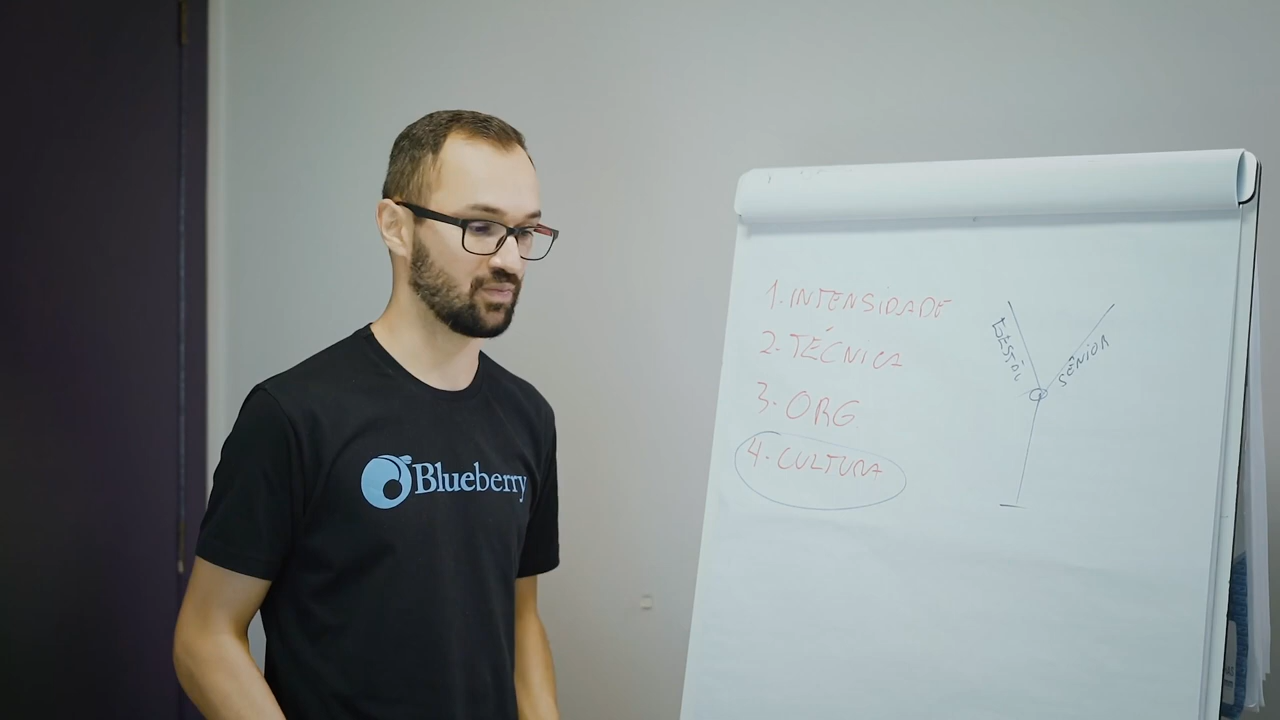 Blueberry
1. INTENSIDADE
2. TÉCNICA
3. ORG
4. CULTURA
GESTÃO
SÊNIOR